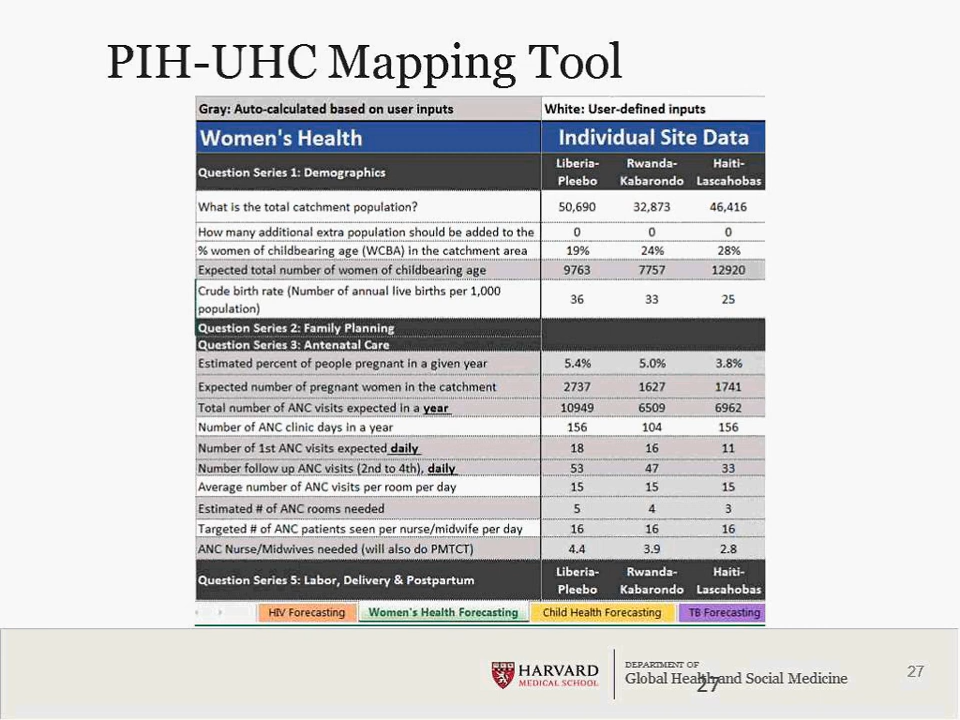 PIH-UHC Mapping Tool
Gray: Auto-calculated based on user inputs White: User-defined inputs
Women's Health Individual Site Data
Question Series 1: Demographics Liberia-Pleebo Rwanda-Kabarondo Haiti-Lascahobas
What is the total catchment population? 50,690 32,873 46,416
How many additional extra population should be added to the 0 0 0
% women of childbearing age (WCBA) in the catchment area 19% 24% 28%
Expected total number of women of childbearing age 9763 7757 12920
Crude birth rate (Number of annual live births per 1,000 population) 36 33 25
Question Series 2: Family Planning
Question Series 3: Antenatal Care
Estimated percent of people pregnant in a given year 5.4% 5.0% 3.8%
Expected number of pregnant women in the catchment 2737 1627 1741
Total number of ANC visits expected in a year 10949 6509 6962
Number of ANC clinic days in a year 156 104 156
Number of 1st ANC visits expected daily 18 16 11
Number follow up ANC visits (2nd to 4th), daily 53 47 33
Average number of ANC visits per room per day 15 15 15
Estimated # of ANC rooms needed 5 4 3
Targeted # of ANC patients seen per nurse/midwife per day 16 16 16
ANC Nurse/Midwives needed (will also do PMTCT) 4.4 3.9 2.8
Question Series 5: Labor, Delivery & Postpartum Liberia-Pleebo Rwanda-Kabarondo Haiti-Lascahobas
HIV Forecasting Women's Health Forecasting Child Health Forecasting TB Forecasting
HARVARD
MEDICAL SCHOOL
DEPARTMENT OF
Global Health and Social Medicine
27
27